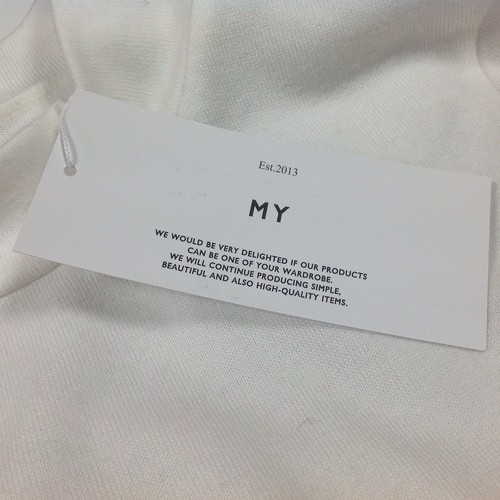 Est.2013
MY
WE WOULD BE VERY DELIGHTED IF OUR PRODUCTS
CAN BE ONE OF YOUR WARDROBE.
WE WILL CONTINUE PRODUCING SIMPLE,
BEAUTIFUL AND ALSO HIGH-QUALITY ITEMS.